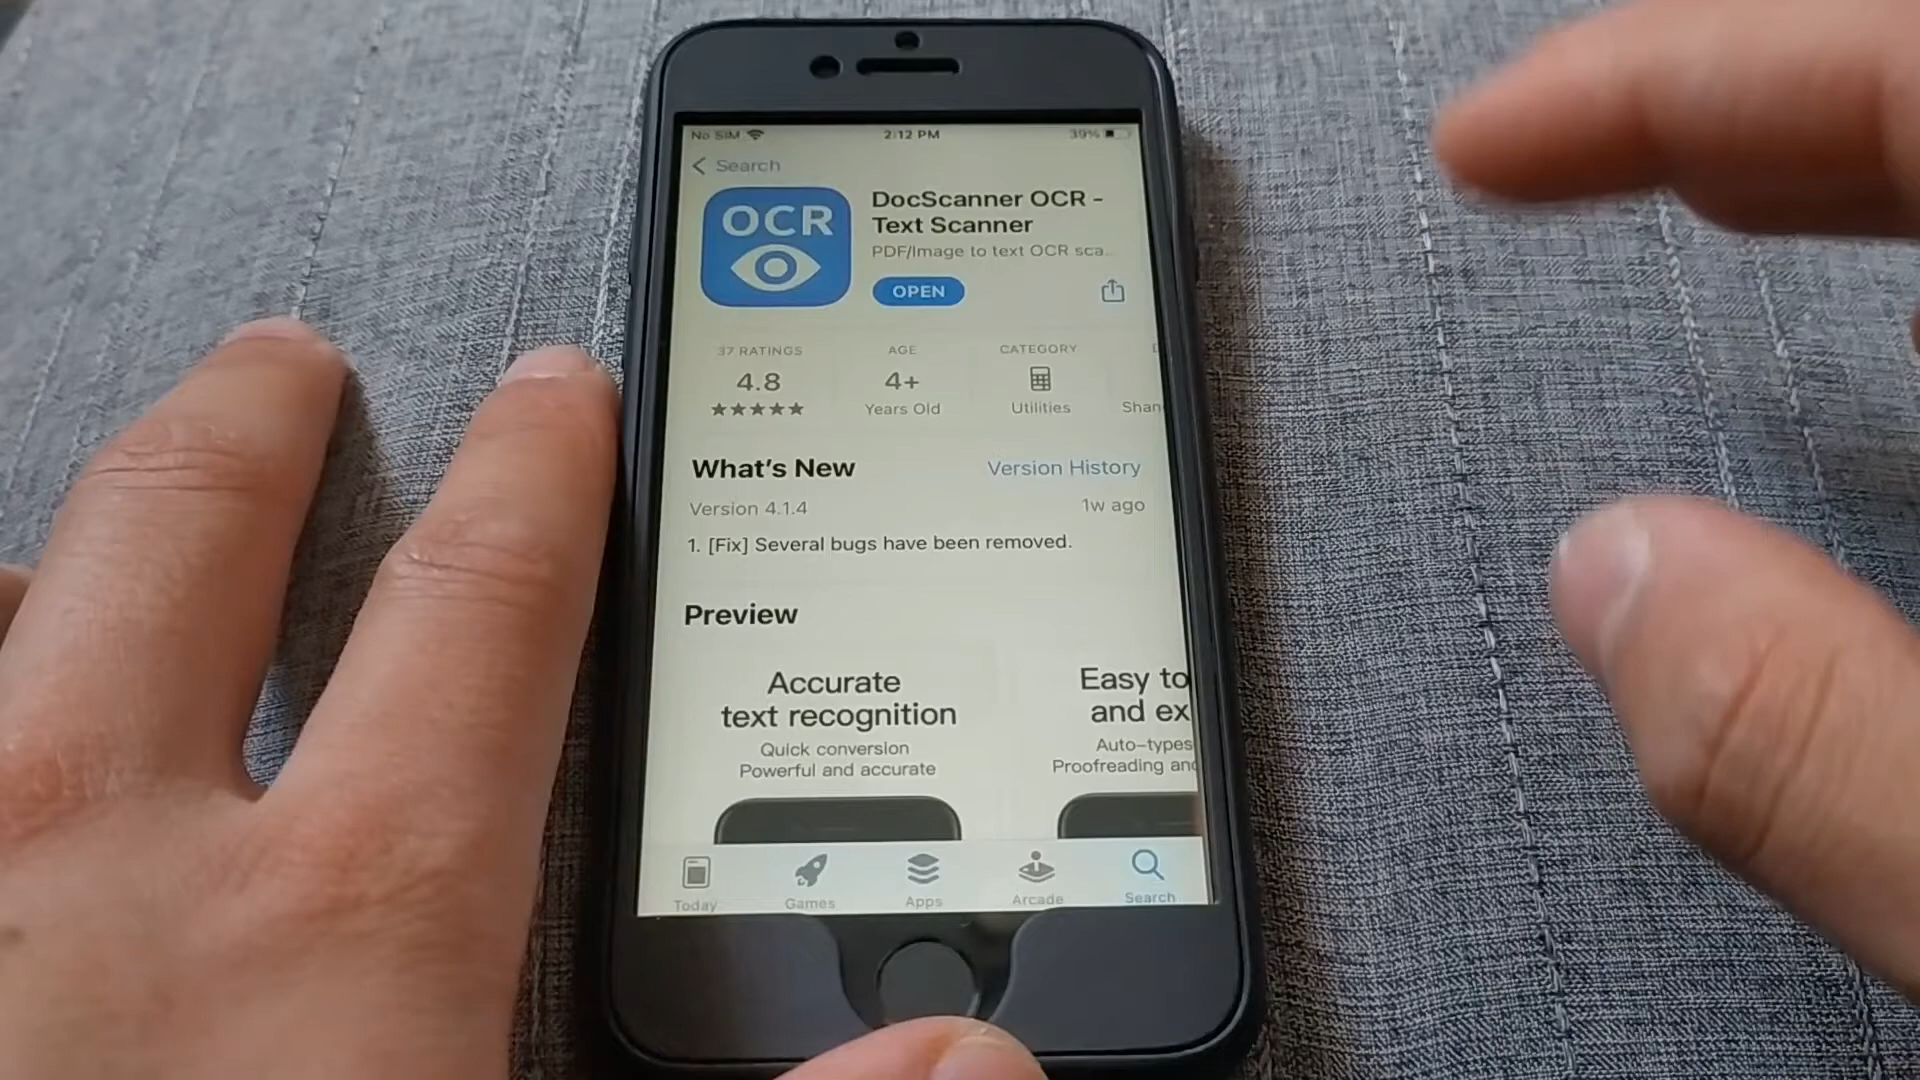 No SIM 2:12 PM 39%
Search
OCR
DocScanner OCR -
Text Scanner
PDF/Image to text OCR sca...
OPEN
37 RATINGS AGE CATEGORY
4.8 4+
★★★★★ Years Old Utilities Shan
What's New Version History
Version 4.1.4 1w ago
1. [Fix] Several bugs have been removed.
Preview
Accurate Easy to
text recognition and ex
Quick conversion Auto-types
Powerful and accurate Proofreading and
Today Games Apps Arcade Search